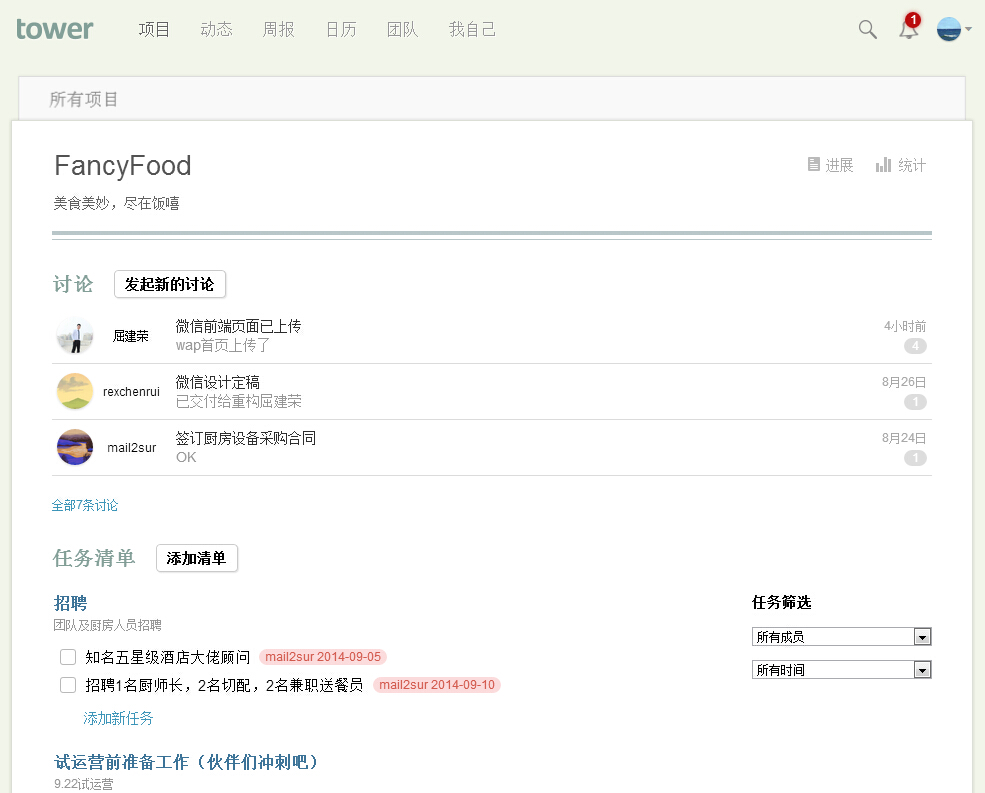 tower 项目 动态 周报 日历 团队 我自己 1
所有项目
FancyFood 进展 统计
美食美妙，尽在饭嘻
讨论 发起新的讨论
屈建荣 微信前端页面已上传 4小时前
wap首页上传了 4
rexchenrui 微信设计定稿 8月26日
已交付给重构屈建荣 1
mail2sur 签订厨房设备采购合同 8月24日
OK 1
全部7条讨论
任务清单 添加清单
招聘 任务筛选
团队及厨房人员招聘
所有成员
知名五星级酒店大佬顾问 mail2sur 2014-09-05
所有时间
招聘1名厨师长，2名切配，2名兼职送餐员 mail2sur 2014-09-10
添加新任务
试运营前准备工作（伙伴们冲刺吧）
9.22试运营